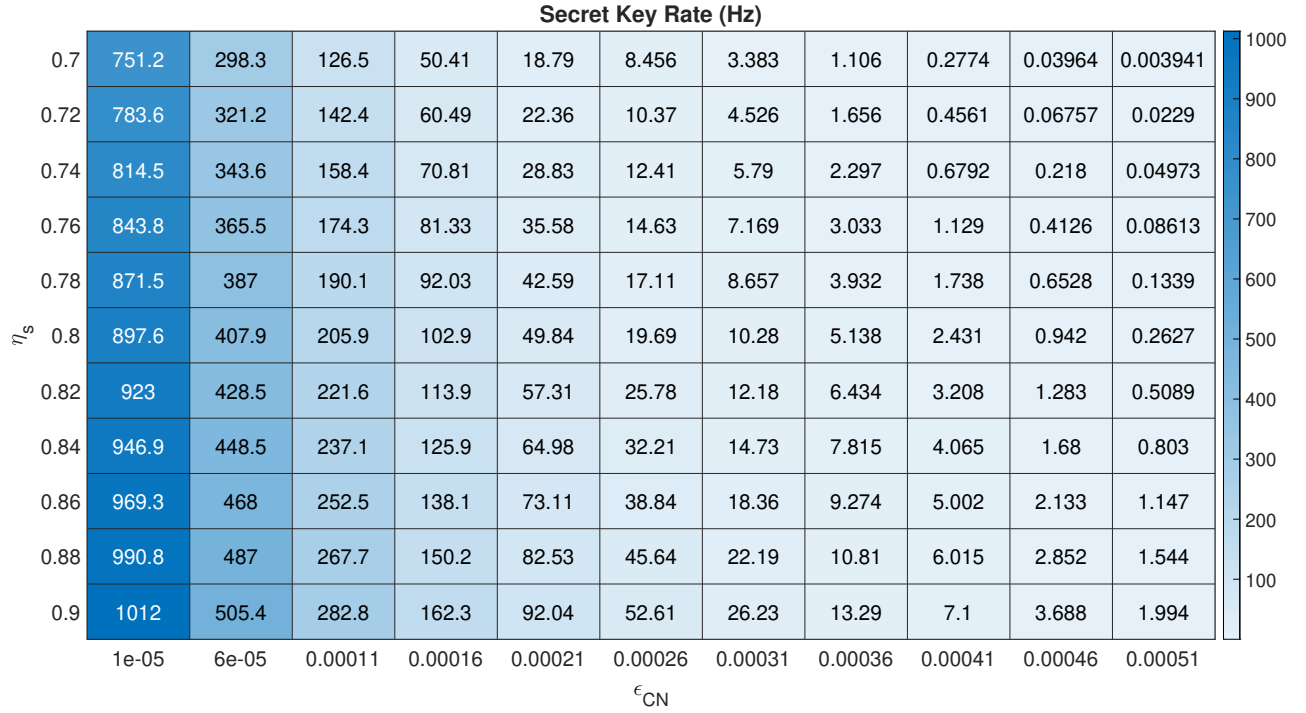 Secret Key Rate (Hz)
0.7 751.2 298.3 126.5 50.41 18.79 8.456 3.383 1.106 0.2774 0.03964 0.003941
0.72 783.6 321.2 142.4 60.49 22.36 10.37 4.526 1.656 0.4561 0.06757 0.0229
0.74 814.5 343.6 158.4 70.81 28.83 12.41 5.79 2.297 0.6792 0.218 0.04973
0.76 843.8 365.5 174.3 81.33 35.58 14.63 7.169 3.033 1.129 0.4126 0.08613
0.78 871.5 387 190.1 92.03 42.59 17.11 8.657 3.932 1.738 0.6528 0.1339
0.8 897.6 407.9 205.9 102.9 49.84 19.69 10.28 5.138 2.431 0.942 0.2627
0.82 923 428.5 221.6 113.9 57.31 25.78 12.18 6.434 3.208 1.283 0.5089
0.84 946.9 448.5 237.1 125.9 64.98 32.21 14.73 7.815 4.065 1.68 0.803
0.86 969.3 468 252.5 138.1 73.11 38.84 18.36 9.274 5.002 2.133 1.147
0.88 990.8 487 267.7 150.2 82.53 45.64 22.19 10.81 6.015 2.852 1.544
0.9 1012 505.4 282.8 162.3 92.04 52.61 26.23 13.29 7.1 3.688 1.994
1e-05 6e-05 0.00011 0.00016 0.00021 0.00026 0.00031 0.00036 0.00041 0.00046 0.00051
ϵ_CN
η_s
1000
900
800
700
600
500
400
300
200
100